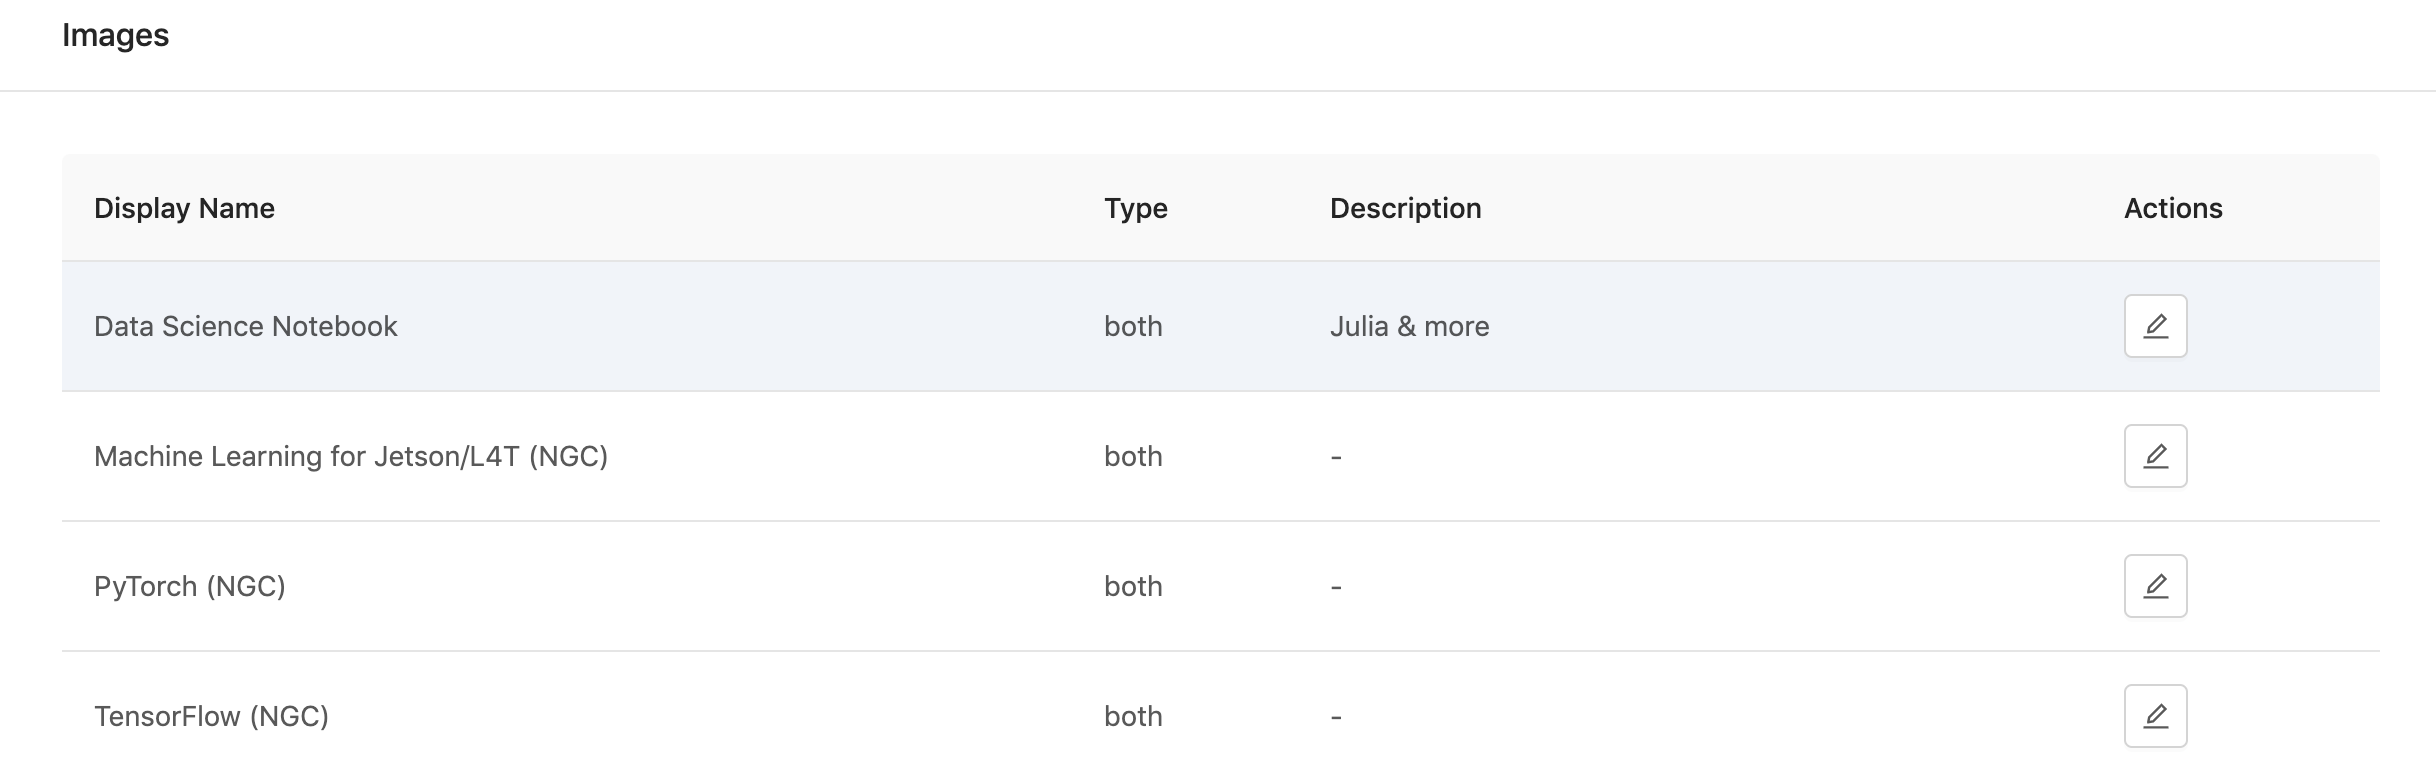 Images
Display Name Type Description Actions
Data Science Notebook both Julia & more
Machine Learning for Jetson/L4T (NGC) both -
PyTorch (NGC) both -
TensorFlow (NGC) both -